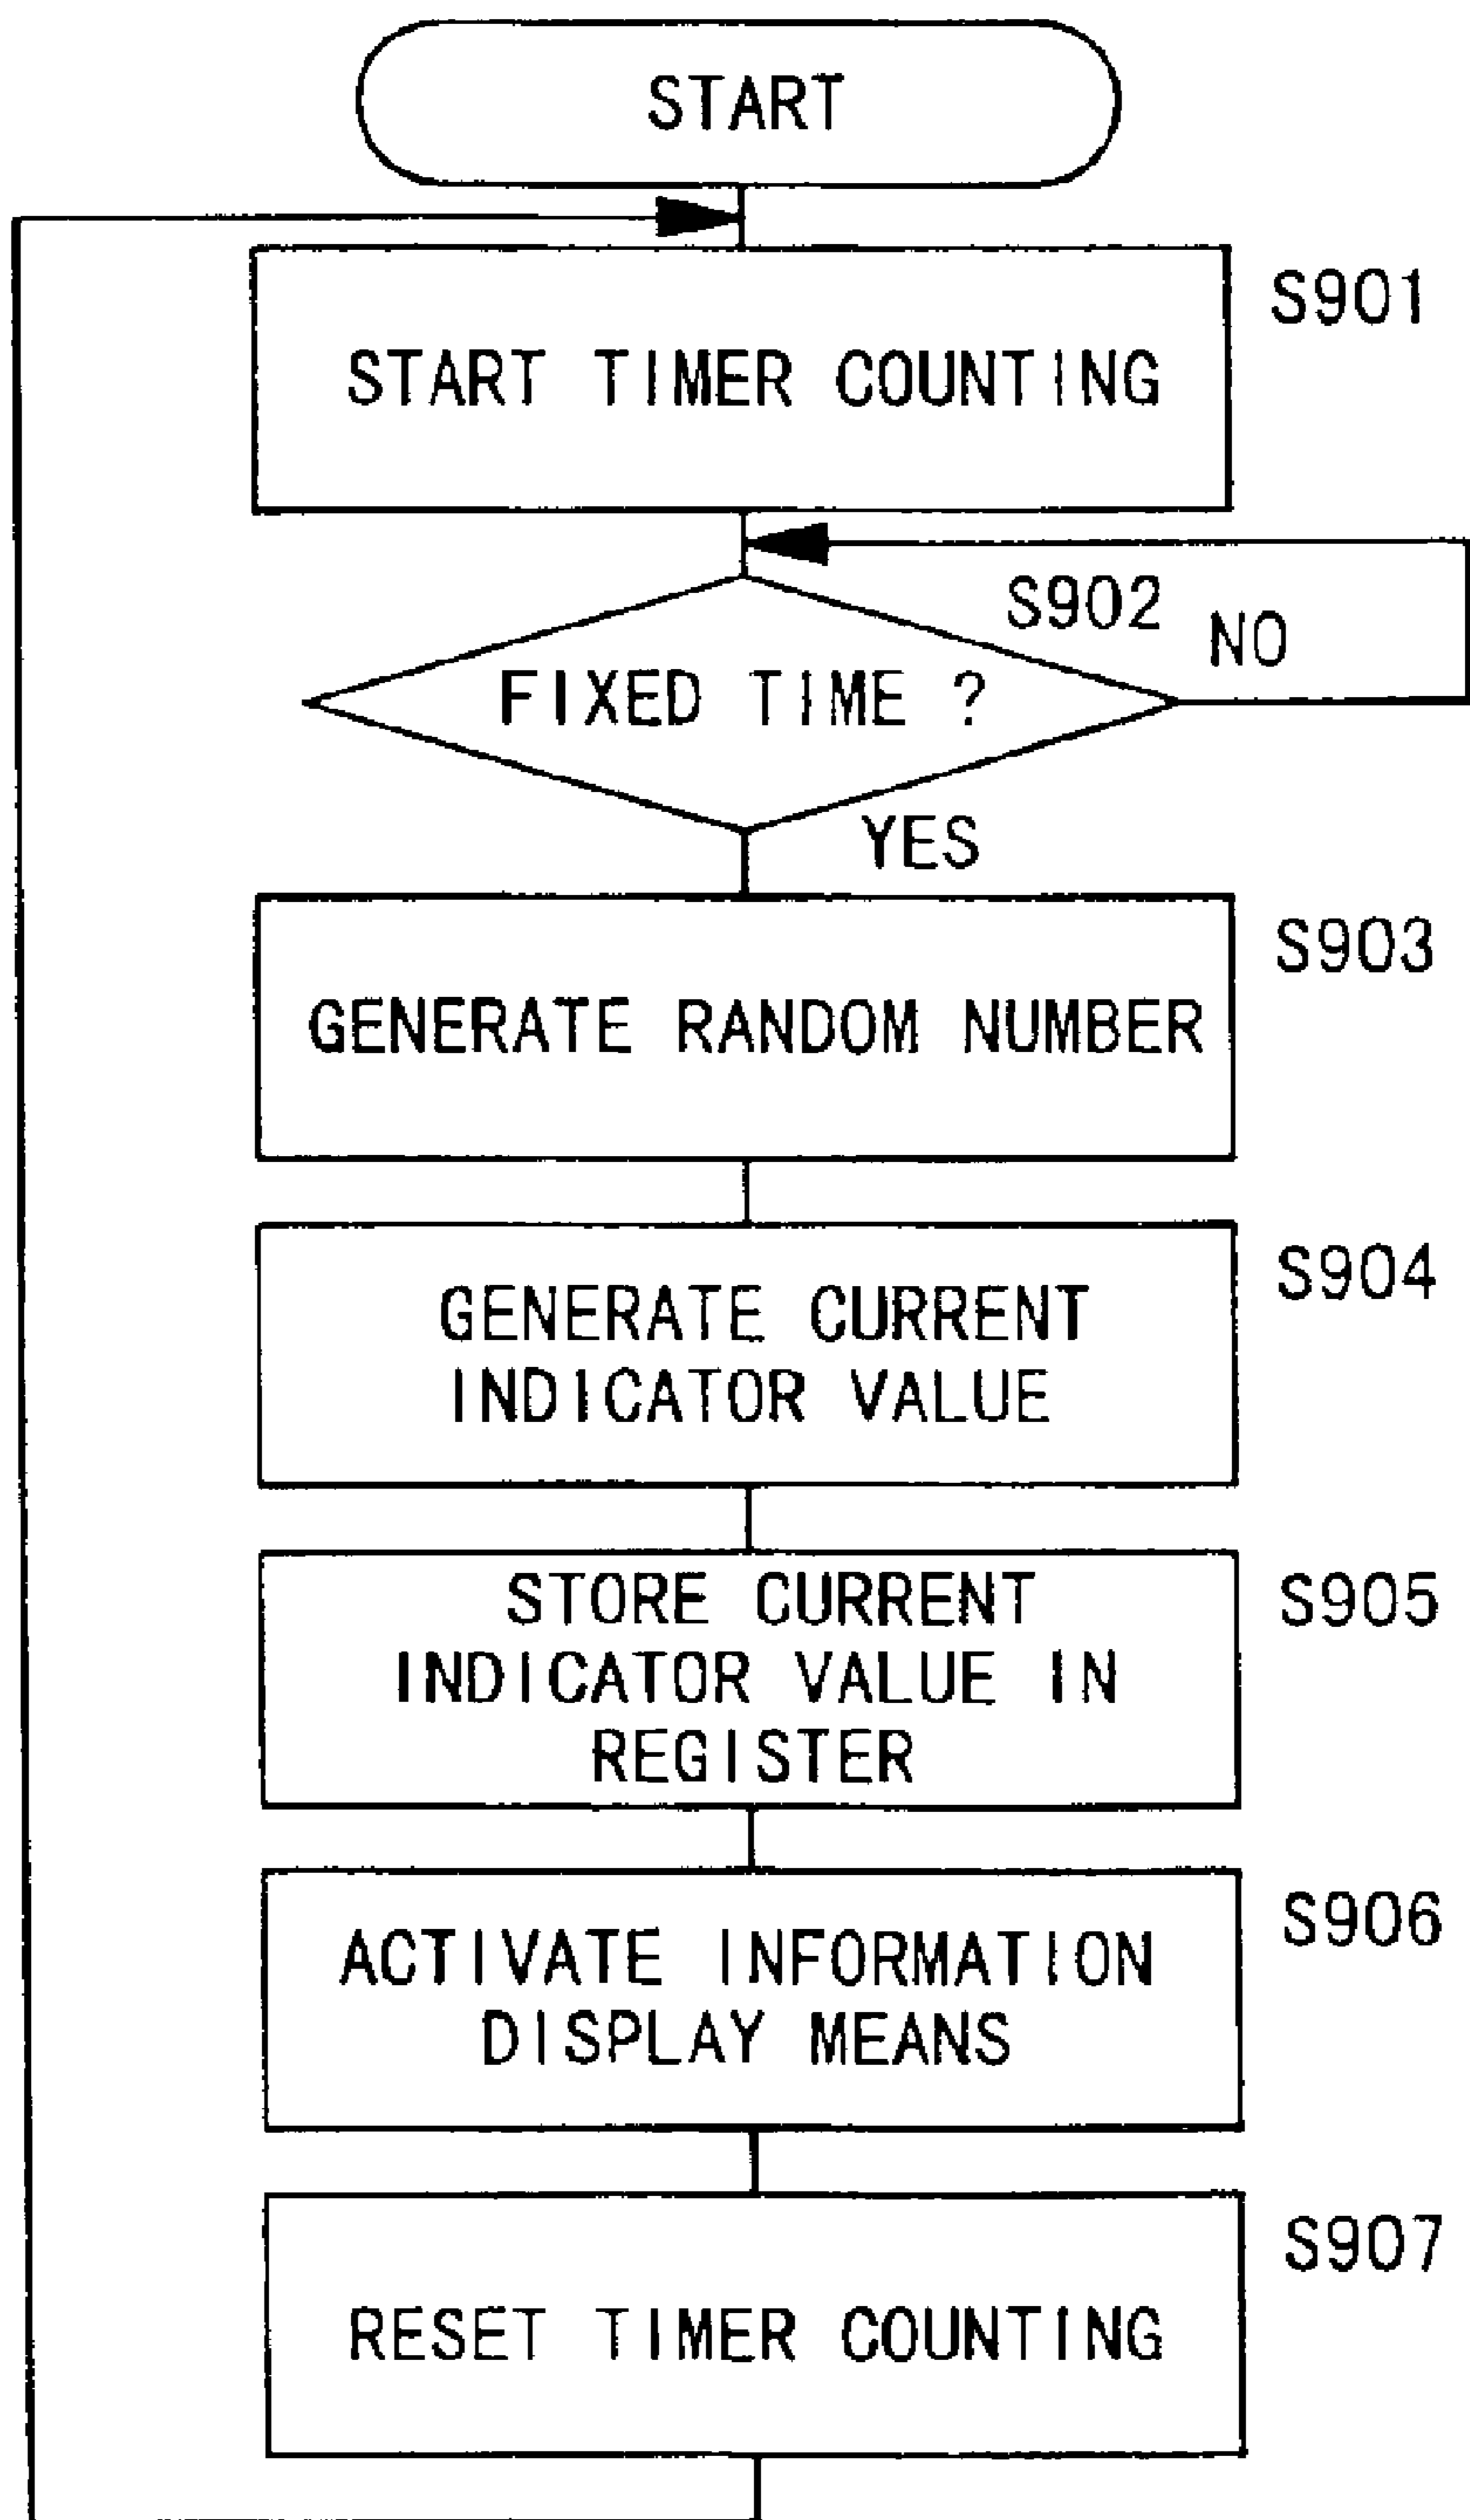 START
S901
START TIMER COUNTING
S902
NO
FIXED TIME ?
YES
S903
GENERATE RANDOM NUMBER
S904
GENERATE CURRENT
INDICATOR VALUE
S905
STORE CURRENT
INDICATOR VALUE IN
REGISTER
S906
ACTIVATE INFORMATION
DISPLAY MEANS
S907
RESET TIMER COUNTING